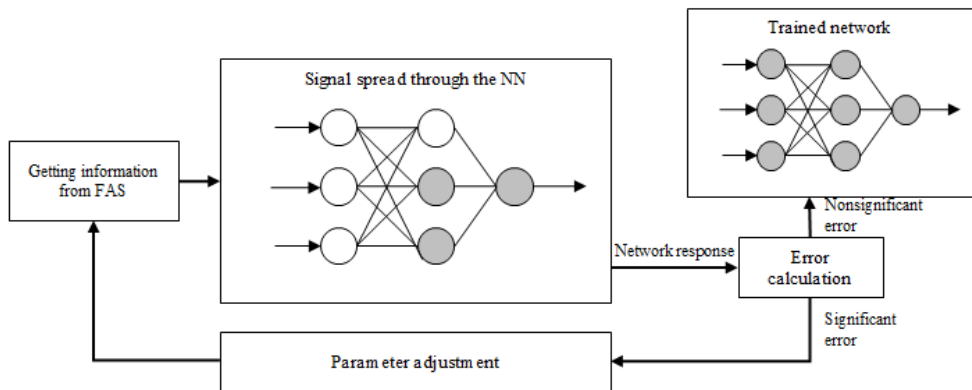 Trained network
Signal spread through the NN
Getting information
from FAS
Nonsignificant
error
Network response
Error
calculation
Significant
error
Parameter adjustment